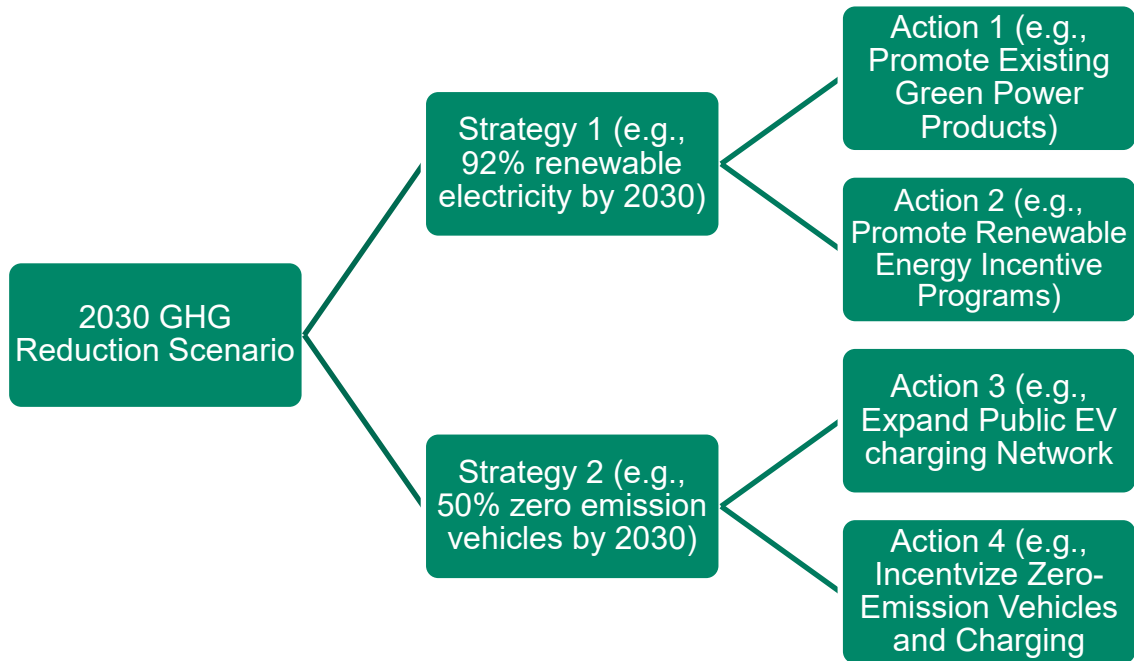 2030 GHG
Reduction Scenario
Strategy 1 (e.g.,
92% renewable
electricity by 2030)
Action 1 (e.g.,
Promote Existing
Green Power
Products)
Action 2 (e.g.,
Promote Renewable
Energy Incentive
Programs)
Strategy 2 (e.g.,
50% zero emission
vehicles by 2030)
Action 3 (e.g.,
Expand Public EV
charging Network
Action 4 (e.g.,
Incentvize Zero-
Emission Vehicles
and Charging